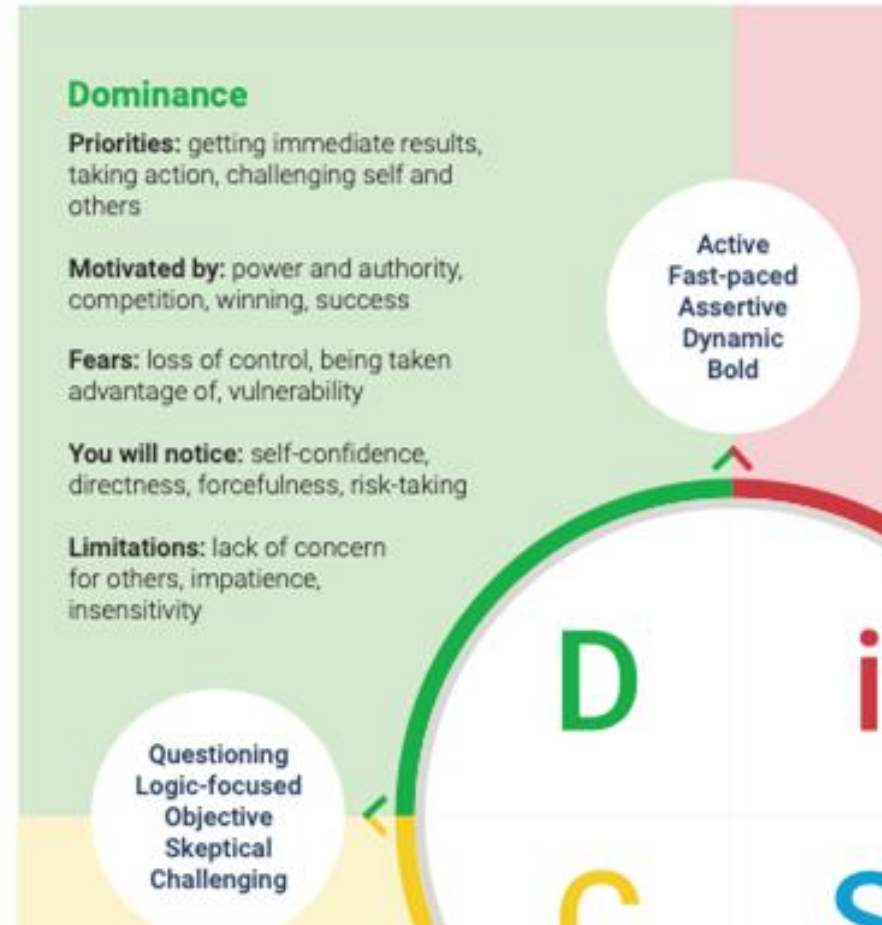 Dominance
Priorities: getting immediate results,
taking action, challenging self and
others
Motivated by: power and authority,
competition, winning, success
Fears: loss of control, being taken
advantage of, vulnerability
You will notice: self-confidence,
directness, forcefulness, risk-taking
Limitations: lack of concern
for others, impatience,
insensitivity
Active
Fast-paced
Assertive
Dynamic
Bold
Questioning
Logic-focused
Objective
Skeptical
Challenging
D i
C S